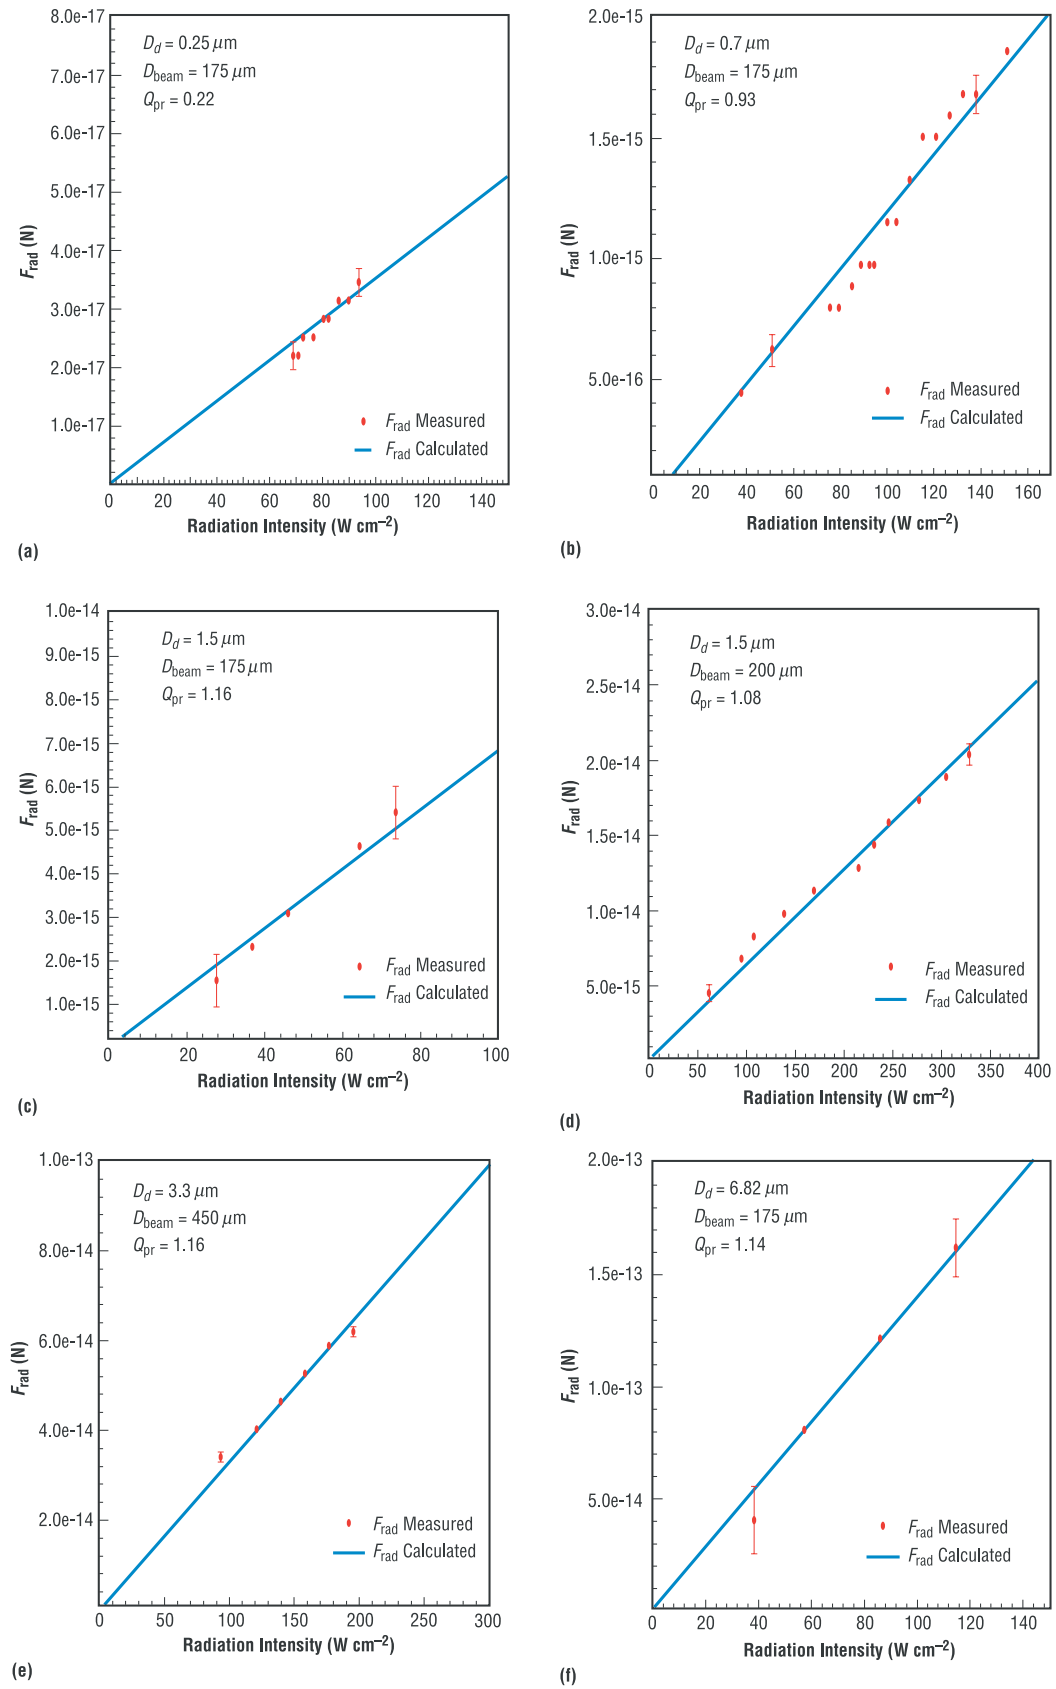 8.0e-17
7.0e-17
6.0e-17
5.0e-17
4.0e-17
3.0e-17
2.0e-17
1.0e-17
F_rad (N)
D_d = 0.25 μm
D_beam = 175 μm
Q_pr = 0.22
F_rad Measured
F_rad Calculated
0 20 40 60 80 100 120 140
Radiation Intensity (W cm⁻²)
(a)
2.0e-15
1.5e-15
1.0e-15
5.0e-16
F_rad (N)
D_d = 0.7 μm
D_beam = 175 μm
Q_pr = 0.93
F_rad Measured
F_rad Calculated
0 20 40 60 80 100 120 140 160
Radiation Intensity (W cm⁻²)
(b)
1.0e-14
9.0e-15
8.0e-15
7.0e-15
6.0e-15
5.0e-15
4.0e-15
3.0e-15
2.0e-15
1.0e-15
F_rad (N)
D_d = 1.5 μm
D_beam = 175 μm
Q_pr = 1.16
F_rad Measured
F_rad Calculated
0 20 40 60 80 100
Radiation Intensity (W cm⁻²)
(c)
3.0e-14
2.5e-14
2.0e-14
1.5e-14
1.0e-14
5.0e-15
F_rad (N)
D_d = 1.5 μm
D_beam = 200 μm
Q_pr = 1.08
F_rad Measured
F_rad Calculated
0 50 100 150 200 250 300 350 400
Radiation Intensity (W cm⁻²)
(d)
1.0e-13
8.0e-14
6.0e-14
4.0e-14
2.0e-14
F_rad (N)
D_d = 3.3 μm
D_beam = 450 μm
Q_pr = 1.16
F_rad Measured
F_rad Calculated
0 50 100 150 200 250 300
Radiation Intensity (W cm⁻²)
(e)
2.0e-13
1.5e-13
1.0e-13
5.0e-14
F_rad (N)
D_d = 6.82 μm
D_beam = 175 μm
Q_pr = 1.14
F_rad Measured
F_rad Calculated
0 20 40 60 80 100 120 140
Radiation Intensity (W cm⁻²)
(f)